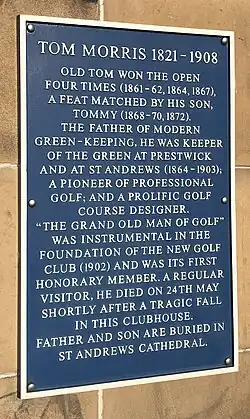 TOM MORRIS 1821-1908
OLD TOM WON THE OPEN
FOUR TIMES (1861-62, 1864, 1867),
A FEAT MATCHED BY HIS SON,
TOMMY (1868-70, 1872).
THE FATHER OF MODERN
GREEN-KEEPING, HE WAS KEEPER
OF THE GREEN AT PRESTWICK
AND AT ST ANDREWS (1864-1903);
A PIONEER OF PROFESSIONAL
GOLF; AND A PROLIFIC GOLF
COURSE DESIGNER.
"THE GRAND OLD MAN OF GOLF"
WAS INSTRUMENTAL IN THE
FOUNDATION OF THE NEW GOLF
CLUB (1902) AND WAS ITS FIRST
HONORARY MEMBER. A REGULAR
VISITOR, HE DIED ON 24TH MAY
SHORTLY AFTER A TRAGIC FALL
IN THIS CLUBHOUSE.
FATHER AND SON ARE BURIED IN
ST ANDREWS CATHEDRAL.